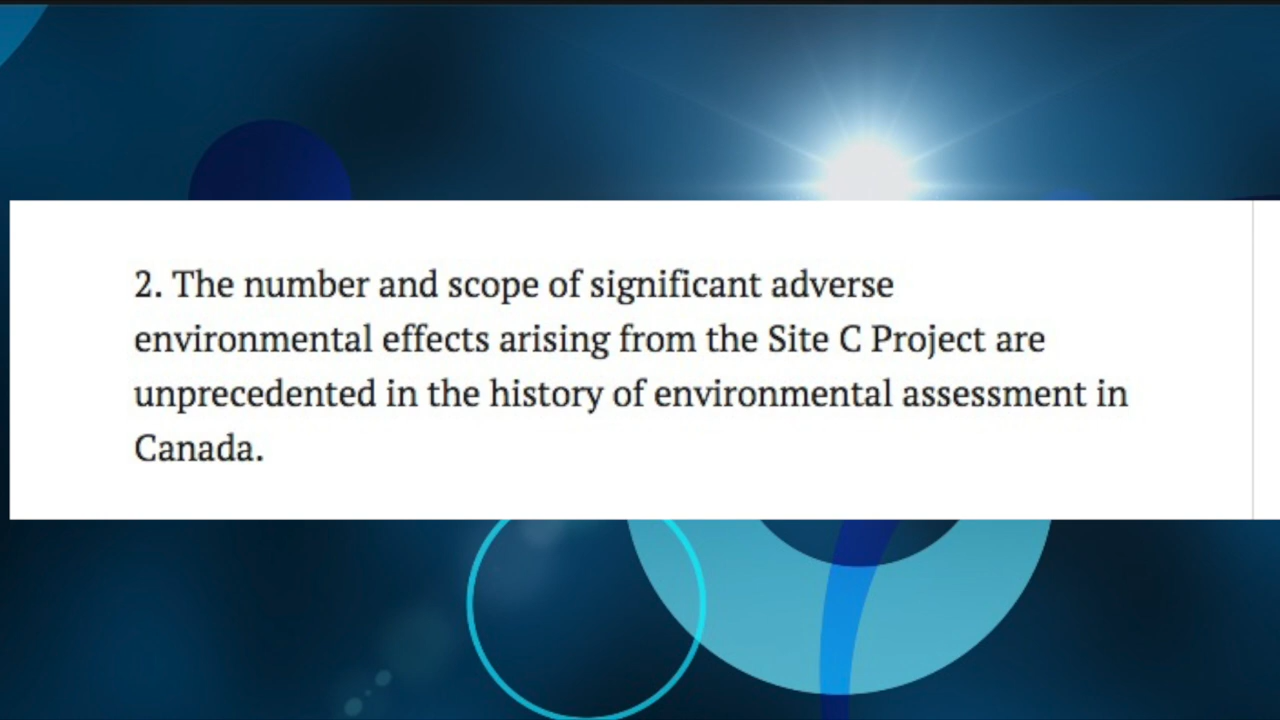 2. The number and scope of significant adverse
environmental effects arising from the Site C Project are
unprecedented in the history of environmental assessment in
Canada.